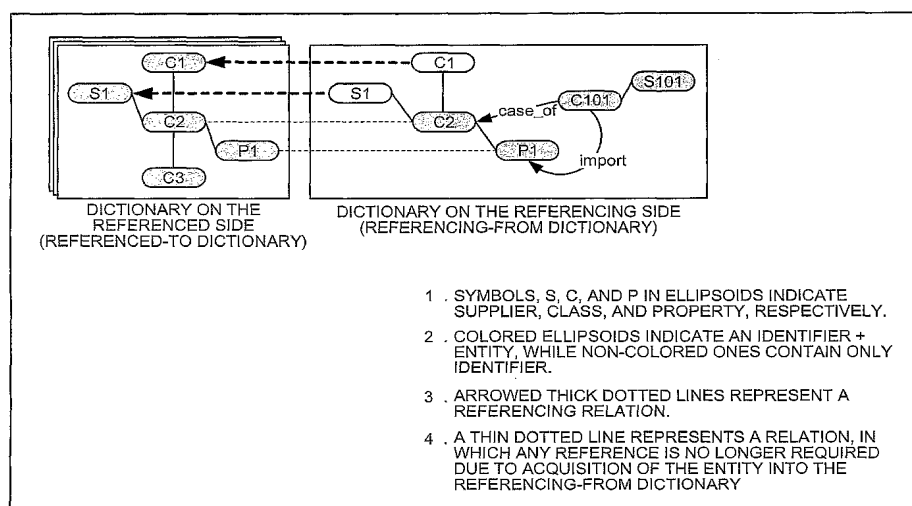 C1
C1
S101
S1
S1
C101
case_of
C2
C2
P1
P1
import
C3
DICTIONARY ON THE
REFERENCED SIDE
(REFERENCED-TO DICTIONARY)
DICTIONARY ON THE REFERENCING SIDE
(REFERENCING-FROM DICTIONARY)
1 . SYMBOLS, S, C, AND P IN ELLIPSOIDS INDICATE
SUPPLIER, CLASS, AND PROPERTY, RESPECTIVELY.
2 . COLORED ELLIPSOIDS INDICATE AN IDENTIFIER +
ENTITY, WHILE NON-COLORED ONES CONTAIN ONLY
IDENTIFIER.
3 . ARROWED THICK DOTTED LINES REPRESENT A
REFERENCING RELATION.
4 . A THIN DOTTED LINE REPRESENTS A RELATION, IN
WHICH ANY REFERENCE IS NO LONGER REQUIRED
DUE TO ACQUISITION OF THE ENTITY INTO THE
REFERENCING-FROM DICTIONARY